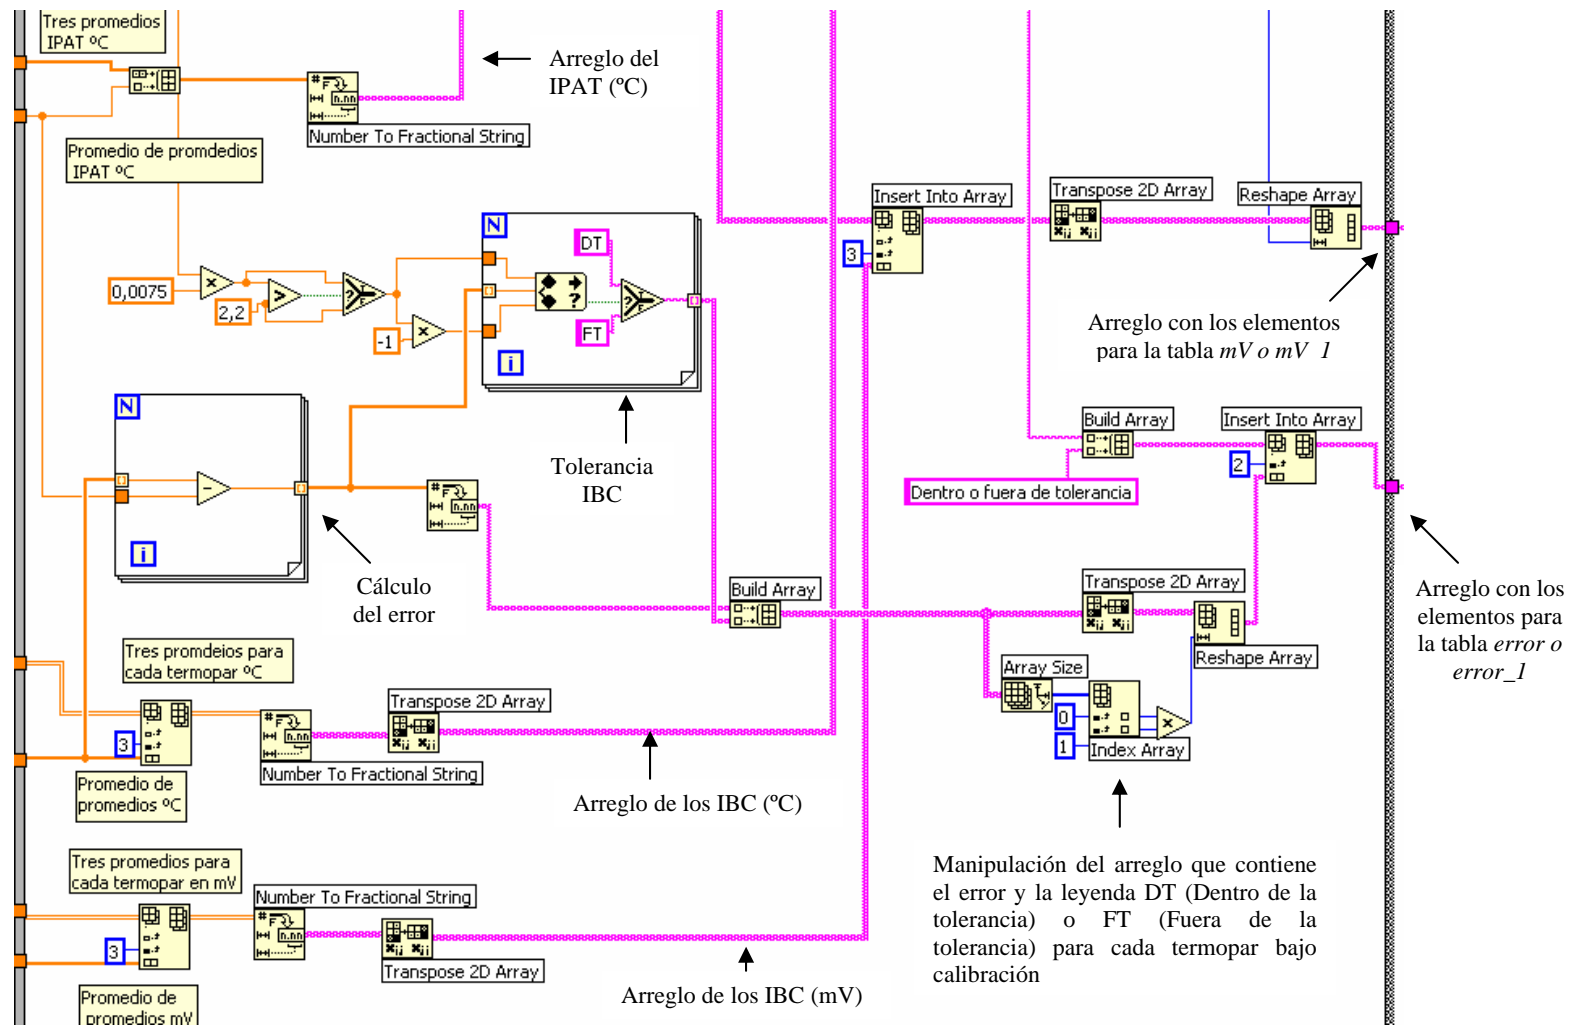 Tres promedios
IPAT ºC
Arreglo del
IPAT (ºC)
#
F
n.nn
Number To Fractional String
Promedio de promdedios
IPAT ºC
Insert Into Array
3
Transpose 2D Array
Reshape Array
N
DT
FT
i
?
?
F
0,0075
×
2,2
>
?
F
-1
×
Arreglo con los elementos
para la tabla mV o mV 1
Tolerancia
IBC
N
−
i
#
F
n.nn
Cálculo
del error
Build Array
Insert Into Array
2
Dentro o fuera de tolerancia
Build Array
Transpose 2D Array
Reshape Array
Array Size
0
1
×
Index Array
Arreglo con los
elementos para
la tabla error o
error_1
Tres promdeios para
cada termopar ºC
3
Promedio de
promedios ºC
#
F
n.nn
Number To Fractional String
Transpose 2D Array
Arreglo de los IBC (ºC)
Manipulación del arreglo que contiene
el error y la leyenda DT (Dentro de la
tolerancia) o FT (Fuera de la
tolerancia) para cada termopar bajo
calibración
Tres promedios para
cada termopar en mV
3
Promedio de
promedios mV
Number To Fractional String
#
F
n.nn
Transpose 2D Array
Arreglo de los IBC (mV)